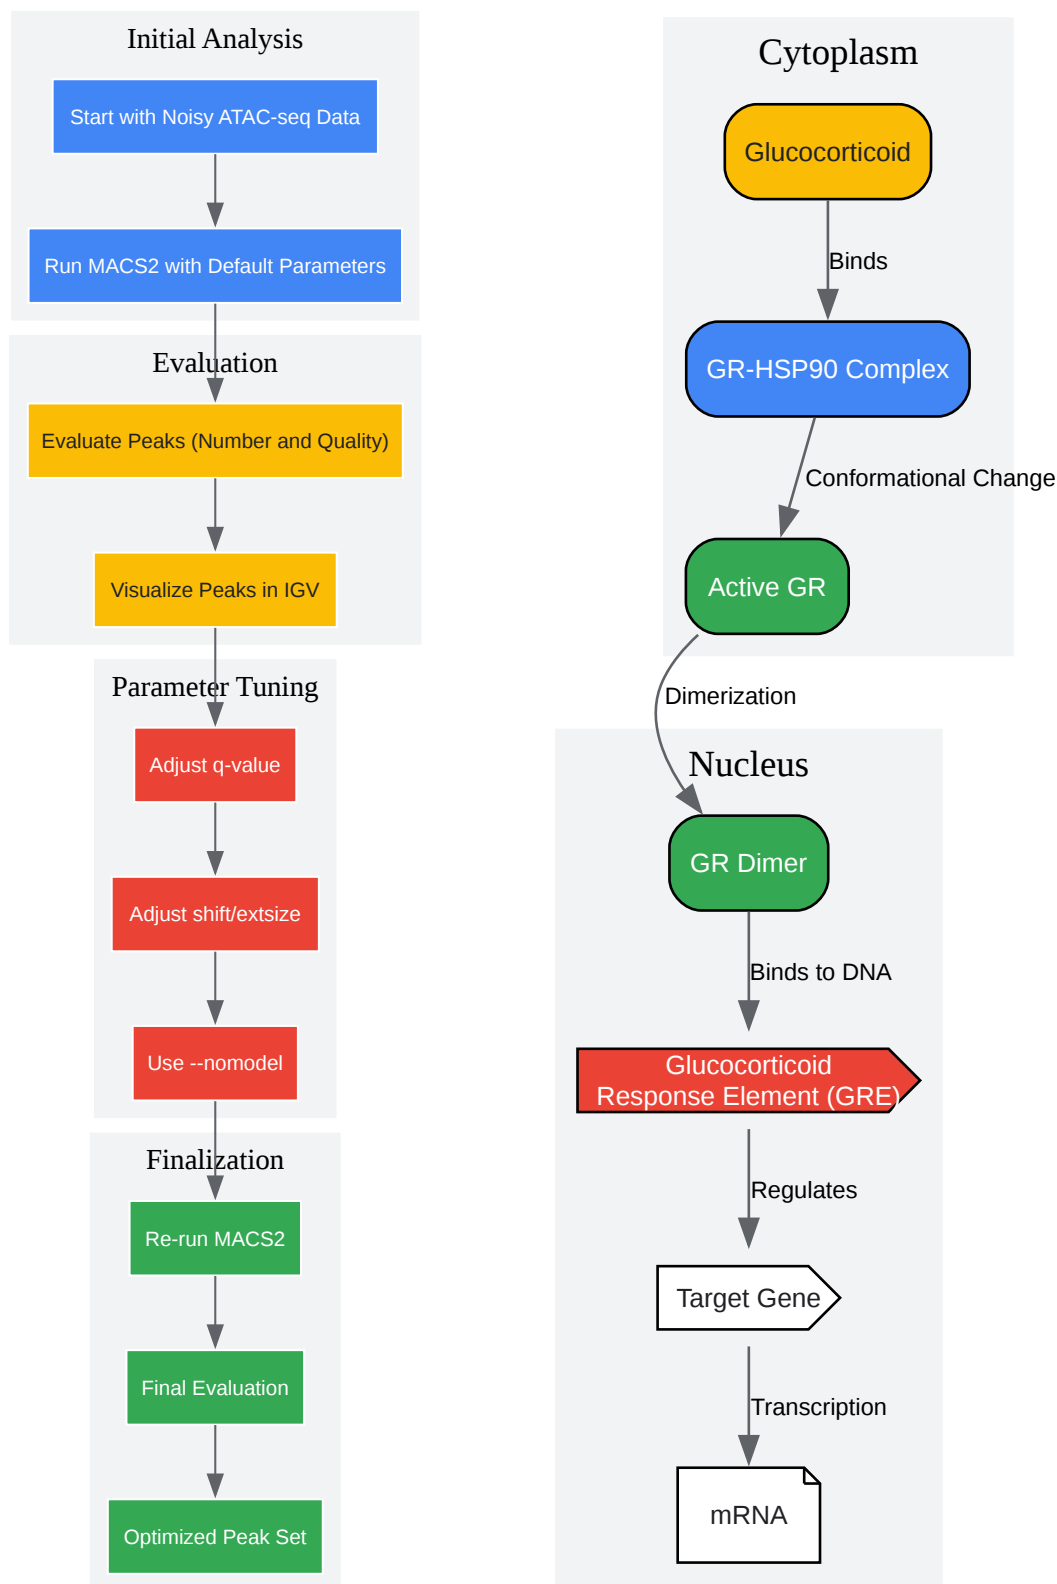 Initial Analysis
Start with Noisy ATAC-seq Data
Run MACS2 with Default Parameters
Evaluation
Evaluate Peaks (Number and Quality)
Visualize Peaks in IGV
Parameter Tuning
Adjust q-value
Adjust shift/extsize
Use --nomodel
Finalization
Re-run MACS2
Final Evaluation
Optimized Peak Set
Cytoplasm
Glucocorticoid
Binds
GR-HSP90 Complex
Conformational Change
Active GR
Dimerization
Nucleus
GR Dimer
Binds to DNA
Glucocorticoid
Response Element (GRE)
Regulates
Target Gene
Transcription
mRNA